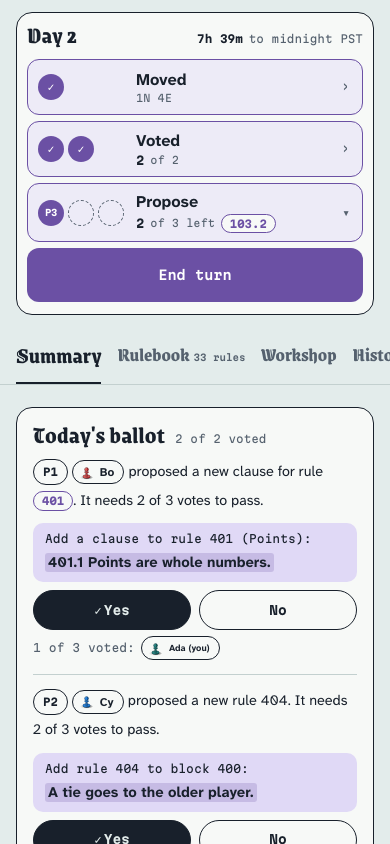 Day 2
7h 39m to midnight PST
✓
Moved
1N 4E
›
✓ ✓
Voted
2 of 2
›
P3
Propose
2 of 3 left 103.2
▾
End turn
Summary Rulebook 33 rules Workshop Histo
Today's ballot 2 of 2 voted
P1 Bo proposed a new clause for rule
401. It needs 2 of 3 votes to pass.
Add a clause to rule 401 (Points):
401.1 Points are whole numbers.
✓Yes No
1 of 3 voted: Ada (you)
P2 Cy proposed a new rule 404. It needs
2 of 3 votes to pass.
Add rule 404 to block 400:
A tie goes to the older player.
✓Yes No